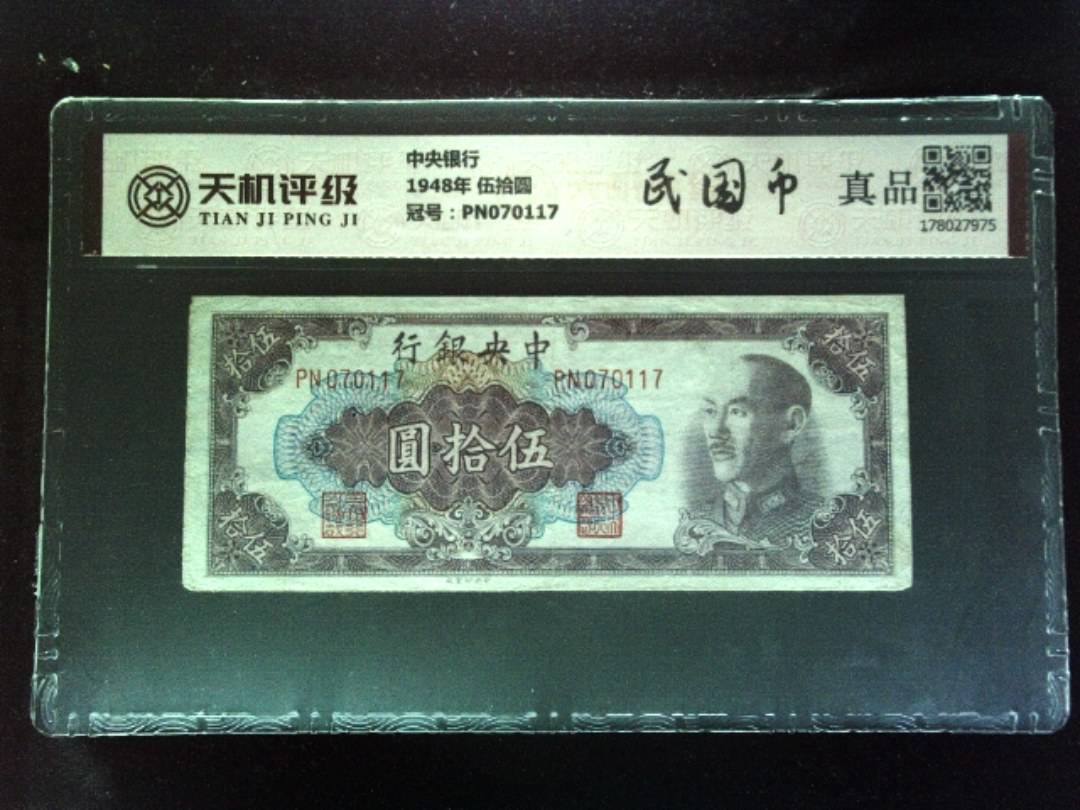 天机评级
TIAN JI PING JI
中央银行
1948年 伍拾圆
冠号：PN070117
民国币
真品
178027975
行銀央中
PN070117
PN070117
圓拾伍
拾伍
拾伍
拾伍
拾伍